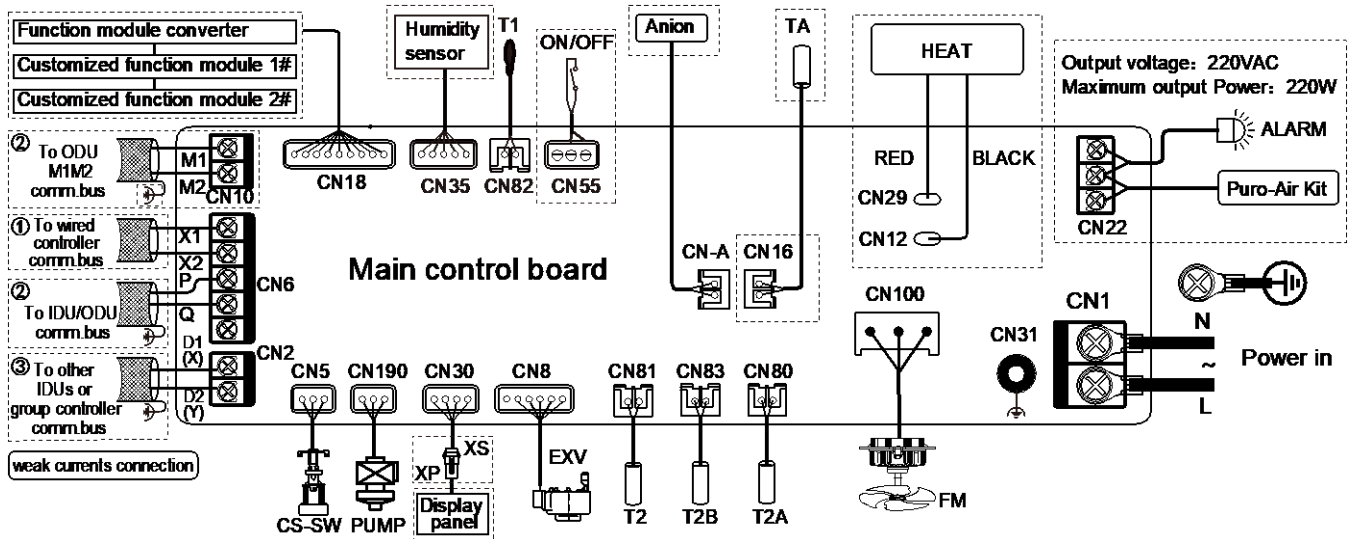 Function module converter
Customized function module 1#
Customized function module 2#
Humidity
sensor
T1
ON/OFF
Anion
TA
HEAT
Output voltage: 220VAC
Maximum output Power: 220W
ALARM
Puro-Air Kit
CN22
RED
BLACK
CN29
CN12
② To ODU
M1M2
comm.bus
M1
M2
CN10
CN18
CN35
CN82
CN55
① To wired
controller
comm.bus
X1
X2
P
CN6
② To IDU/ODU
comm.bus
Q
D1
(X)
CN2
③ To other
IDUs or
group controller
comm.bus
D2
(Y)
weak currents connection
Main control board
CN-A
CN16
CN100
CN31
CN1
N
~
L
Power in
CN5
CN190
CN30
CN8
CN81
CN83
CN80
XS
XP
Display
panel
CS-SW
PUMP
EXV
T2
T2B
T2A
FM